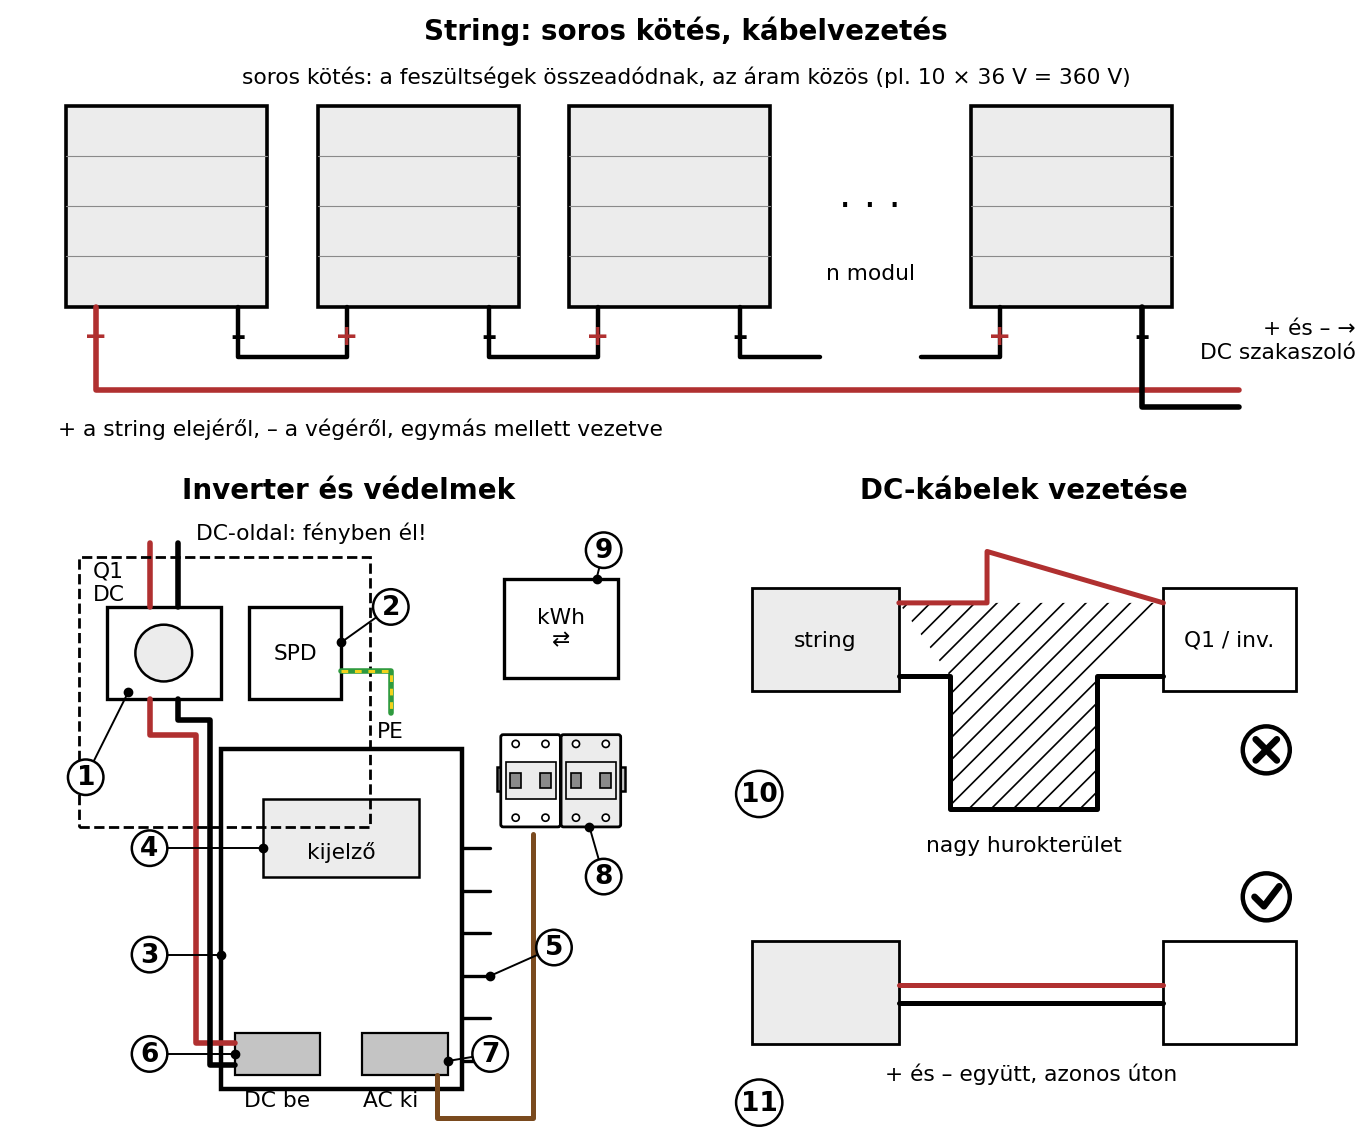 String: soros kötés, kábelvezetés
soros kötés: a feszültségek összeadódnak, az áram közös (pl. 10 × 36 V = 360 V)
. . .
n modul
+ – + – + – + –
+ és – →
DC szakaszoló
+ a string elejéről, – a végéről, egymás mellett vezetve
Inverter és védelmek
DC-oldal: fényben él!
Q1
DC
SPD
PE
kWh
⇄
kijelző
DC be
AC ki
1
2
3
4
5
6
7
8
9
DC-kábelek vezetése
string
Q1 / inv.
10
nagy hurokterület
+ és – együtt, azonos úton
11